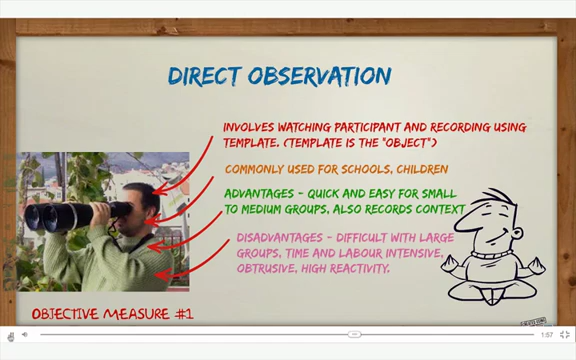 DIRECT OBSERVATION
INVOLVES WATCHING PARTICIPANT AND RECORDING USING
TEMPLATE. (TEMPLATE IS THE "OBJECT")
COMMONLY USED FOR SCHOOLS, CHILDREN
ADVANTAGES - QUICK AND EASY FOR SMALL
TO MEDIUM GROUPS, ALSO RECORDS CONTEXT
DISADVANTAGES - DIFFICULT WITH LARGE
GROUPS, TIME AND LABOUR INTENSIVE,
OBTRUSIVE, HIGH REACTIVITY.
OBJECTIVE MEASURE #1
1:57